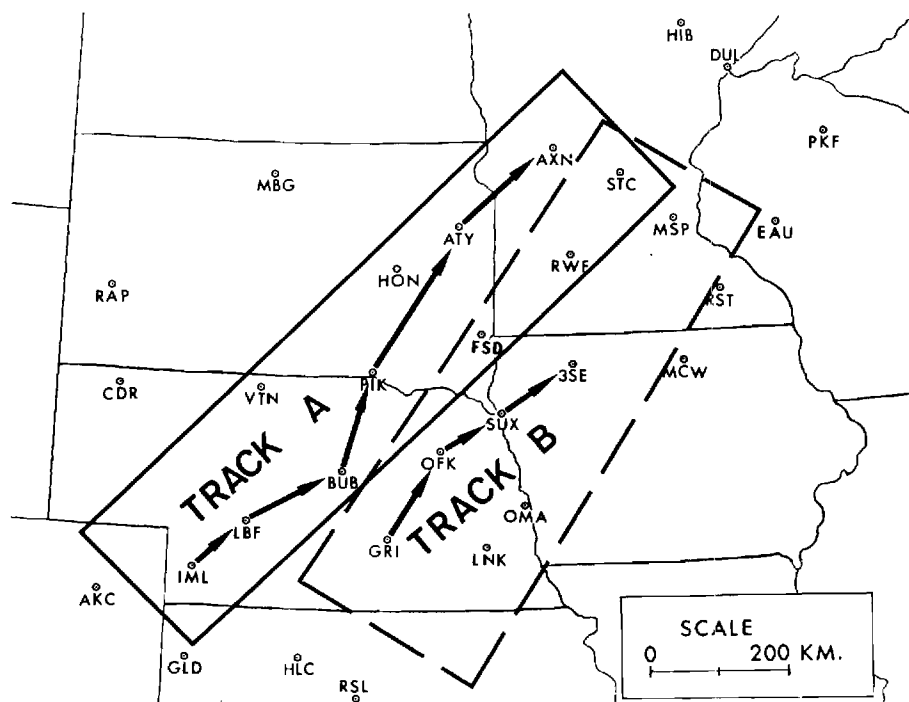 HIB
DUL
PKF
AXN
MBG
STC
MSP
EAU
ATY
RWF
HON
RAP
RST
FSD
3SE
MCW
PIK
CDR
VTN
TRACK A
SUX
OFK
BUB
TRACK B
OMA
LBF
GRI
LNK
IML
AKC
SCALE
0 200 KM.
GLD
HLC
RSL